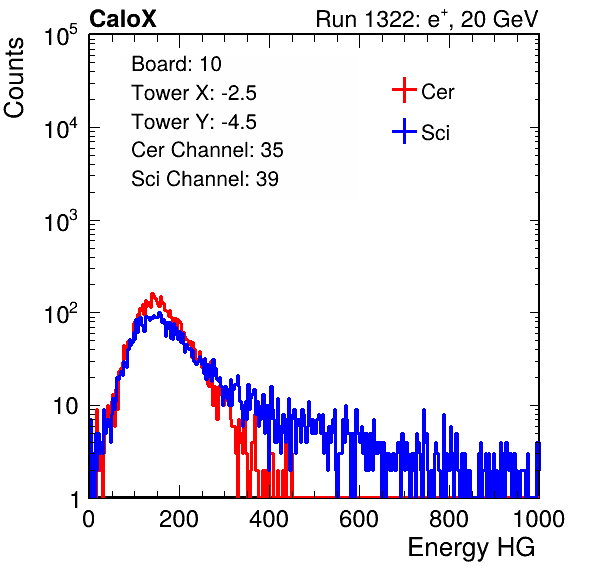 CaloX Run 1322: e⁺, 20 GeV
Counts
Board: 10
Tower X: -2.5
Tower Y: -4.5
Cer Channel: 35
Sci Channel: 39
Cer
Sci
10⁵
10⁴
10³
10²
10
1
0 200 400 600 800 1000
Energy HG